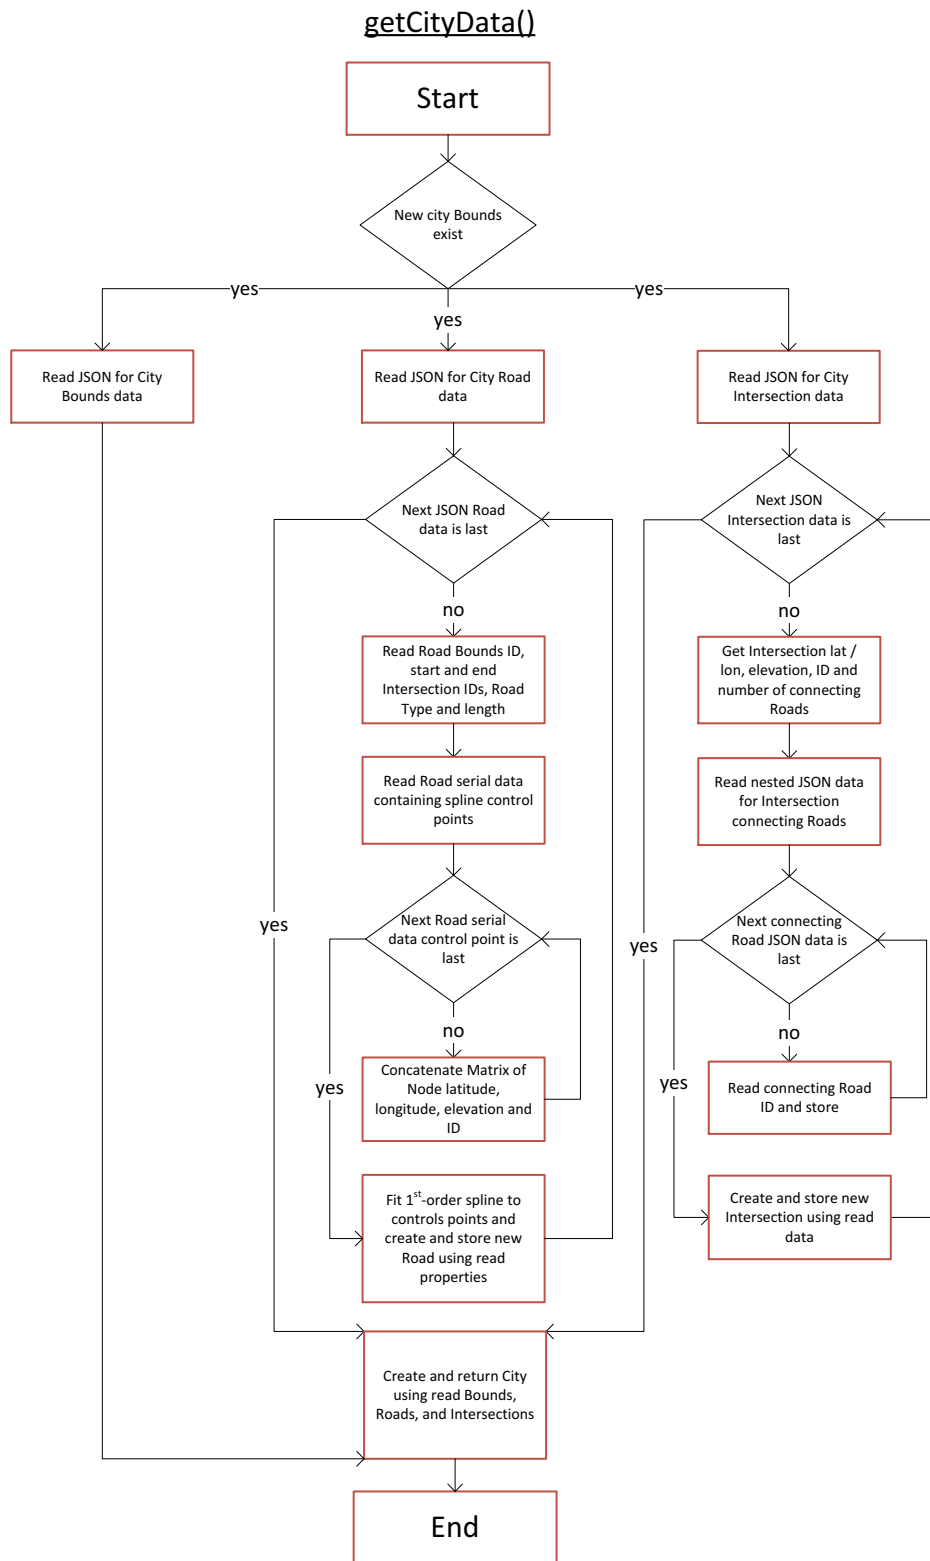 getCityData()
Start
New city Bounds
exist
yes
yes
yes
Read JSON for City
Bounds data
Read JSON for City Road
data
Read JSON for City
Intersection data
Next JSON Road
data is last
Next JSON
Intersection data is
last
no
no
Read Road Bounds ID,
start and end
Intersection IDs, Road
Type and length
Get Intersection lat /
lon, elevation, ID and
number of connecting
Roads
Read Road serial data
containing spline control
points
Read nested JSON data
for Intersection
connecting Roads
yes
Next Road serial
data control point is
last
yes
Next connecting
Road JSON data is
last
no
no
yes
Concatenate Matrix of
Node latitude,
longitude, elevation and
ID
yes
Read connecting Road
ID and store
Fit 1st-order spline to
controls points and
create and store new
Road using read
properties
Create and store new
Intersection using read
data
Create and return City
using read Bounds,
Roads, and Intersections
End